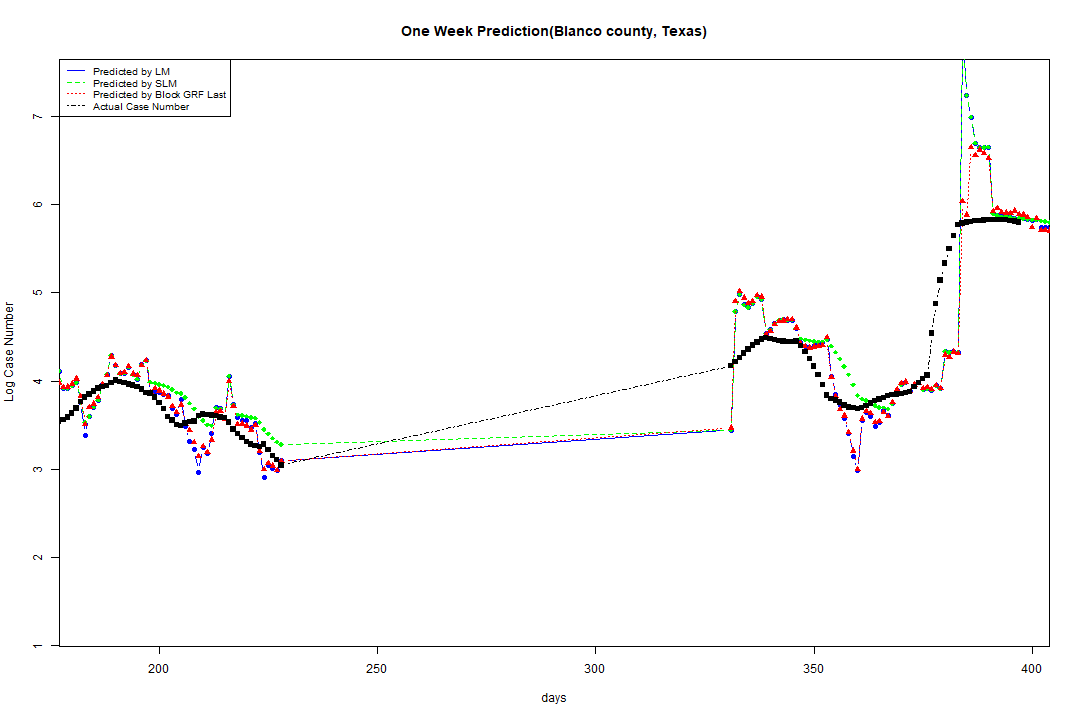 One Week Prediction(Blanco county, Texas)
Predicted by LM
Predicted by SLM
Predicted by Block GRF Last
Actual Case Number
7
6
5
4
3
2
1
Log Case Number
200 250 300 350 400
days